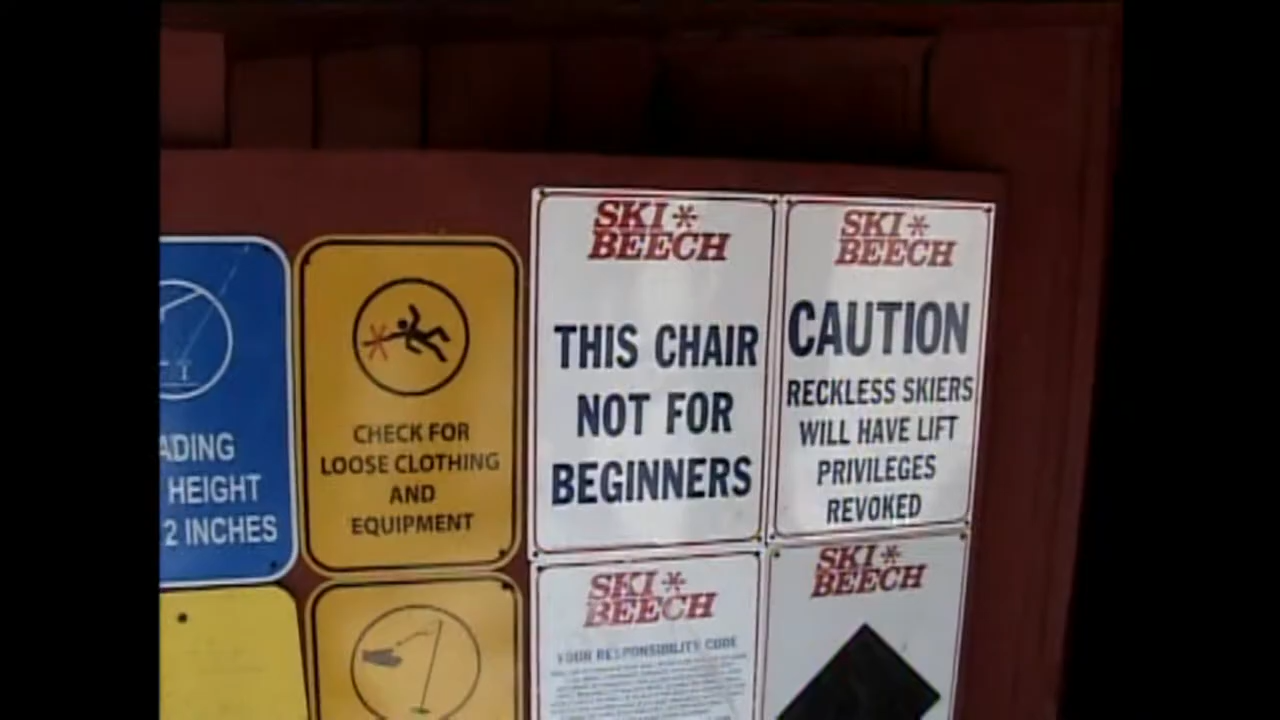 ADING
HEIGHT
2 INCHES
CHECK FOR
LOOSE CLOTHING
AND
EQUIPMENT
SKI
BEECH
THIS CHAIR
NOT FOR
BEGINNERS
SKI
BEECH
CAUTION
RECKLESS SKIERS
WILL HAVE LIFT
PRIVILEGES
REVOKED
SKI
BEECH
YOUR RESPONSIBILITY CODE
SKI
BEECH